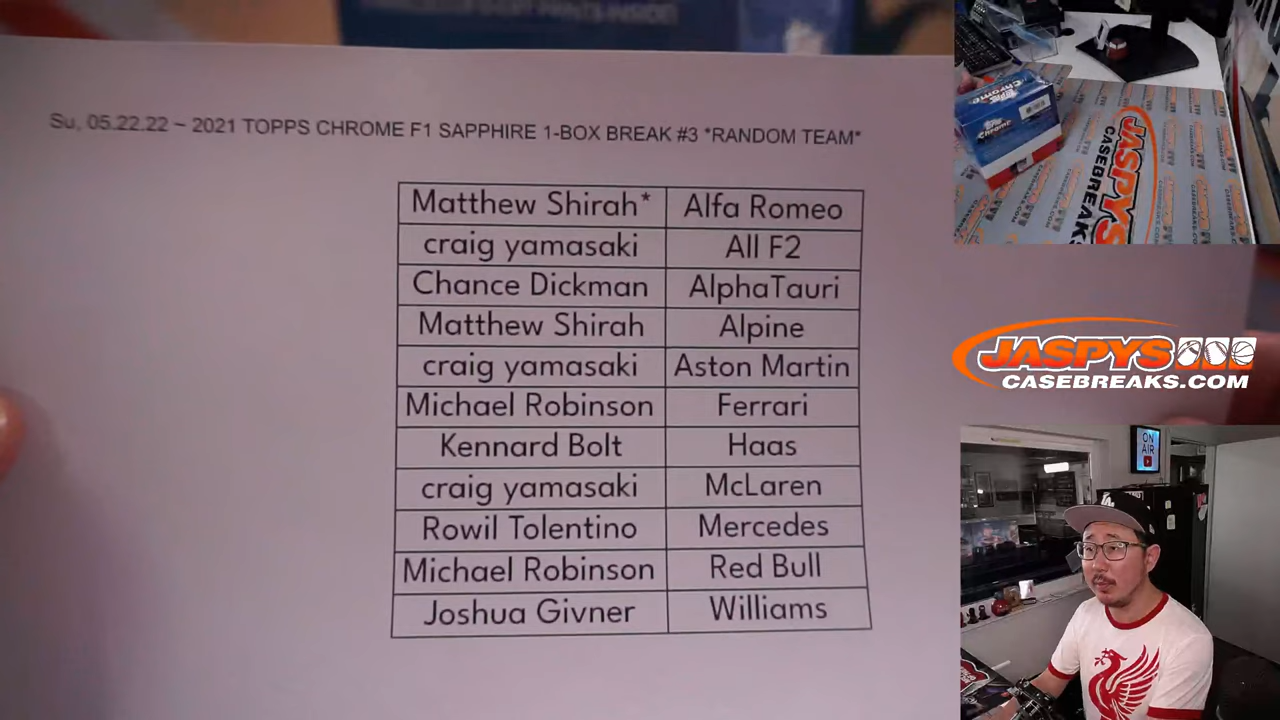 Su, 05.22.22 – 2021 TOPPS CHROME F1 SAPPHIRE 1-BOX BREAK #3 *RANDOM TEAM*
Matthew Shirah* Alfa Romeo
craig yamasaki All F2
Chance Dickman AlphaTauri
Matthew Shirah Alpine
craig yamasaki Aston Martin
Michael Robinson Ferrari
Kennard Bolt Haas
craig yamasaki McLaren
Rowil Tolentino Mercedes
Michael Robinson Red Bull
Joshua Givner Williams
Chrome
Chrome
JASPYS
CASEBREAKS
JASPYS
CASEBREAKS.COM
ON
AIR
LA